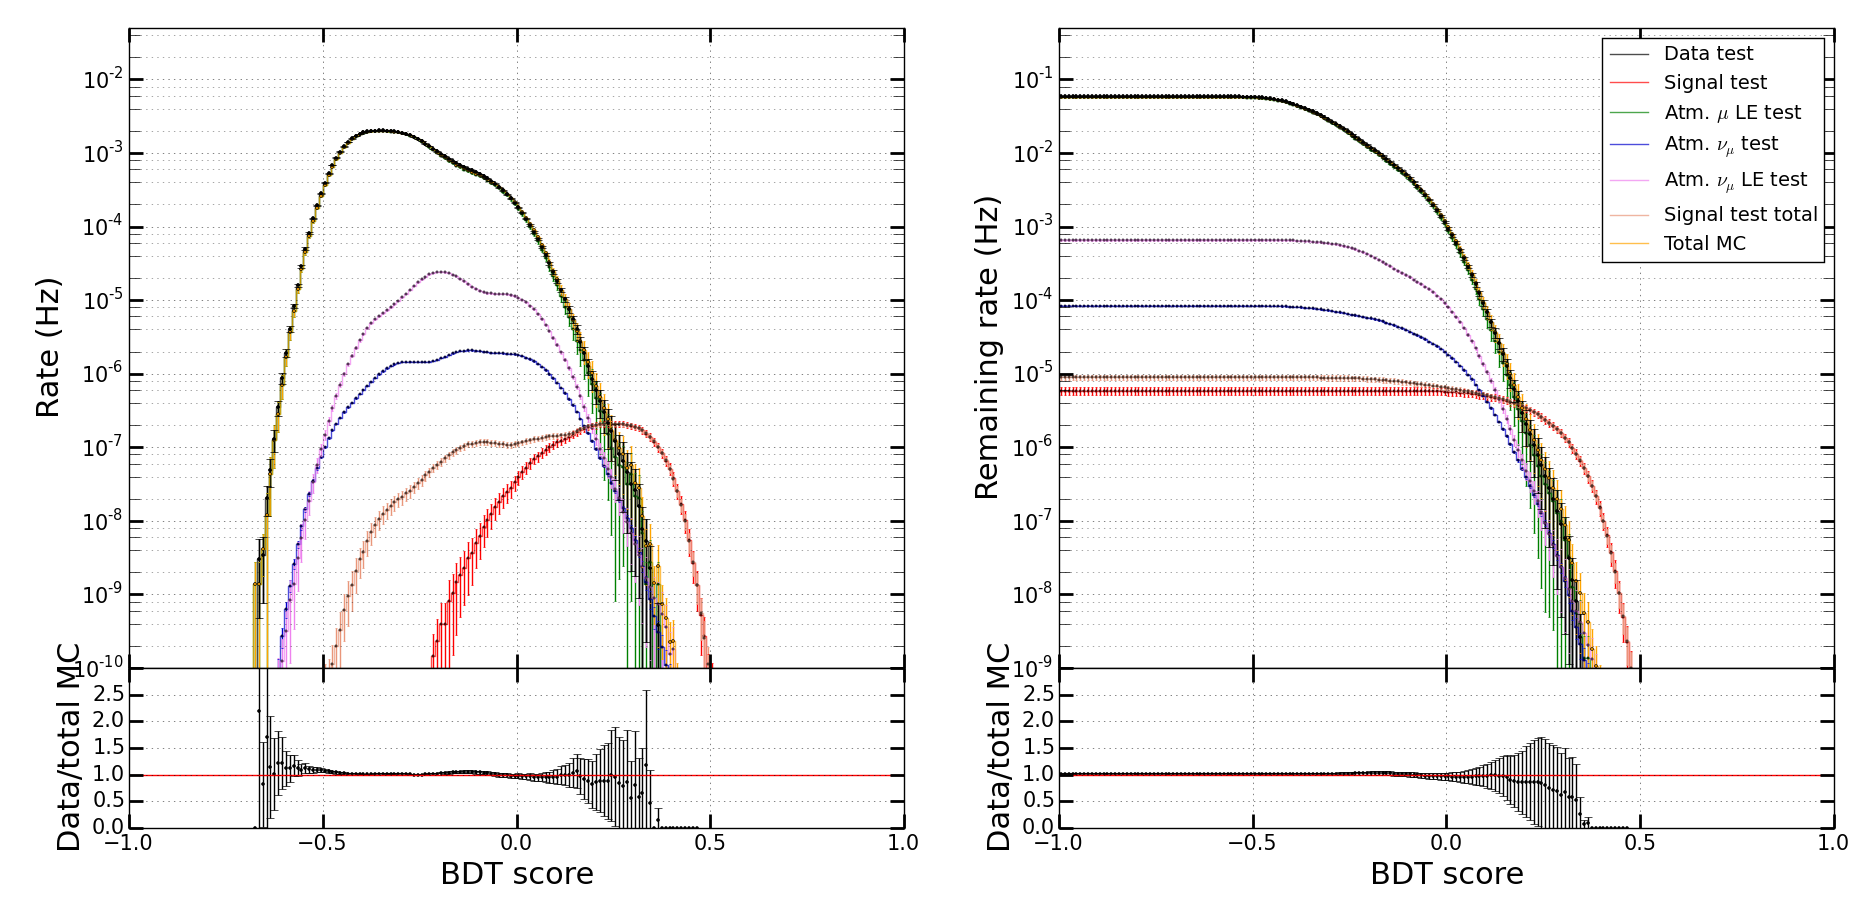 Rate (Hz)
10^-2
10^-3
10^-4
10^-5
10^-6
10^-7
10^-8
10^-9
10^-10
Data/total MC
2.5
2.0
1.5
1.0
0.5
0.0
−1.0 −0.5 0.0 0.5 1.0
BDT score
Remaining rate (Hz)
10^-1
10^-2
10^-3
10^-4
10^-5
10^-6
10^-7
10^-8
10^-9
Data test
Signal test
Atm. μ LE test
Atm. ν_μ test
Atm. ν_μ LE test
Signal test total
Total MC
Data/total MC
2.5
2.0
1.5
1.0
0.5
0.0
−1.0 −0.5 0.0 0.5 1.0
BDT score